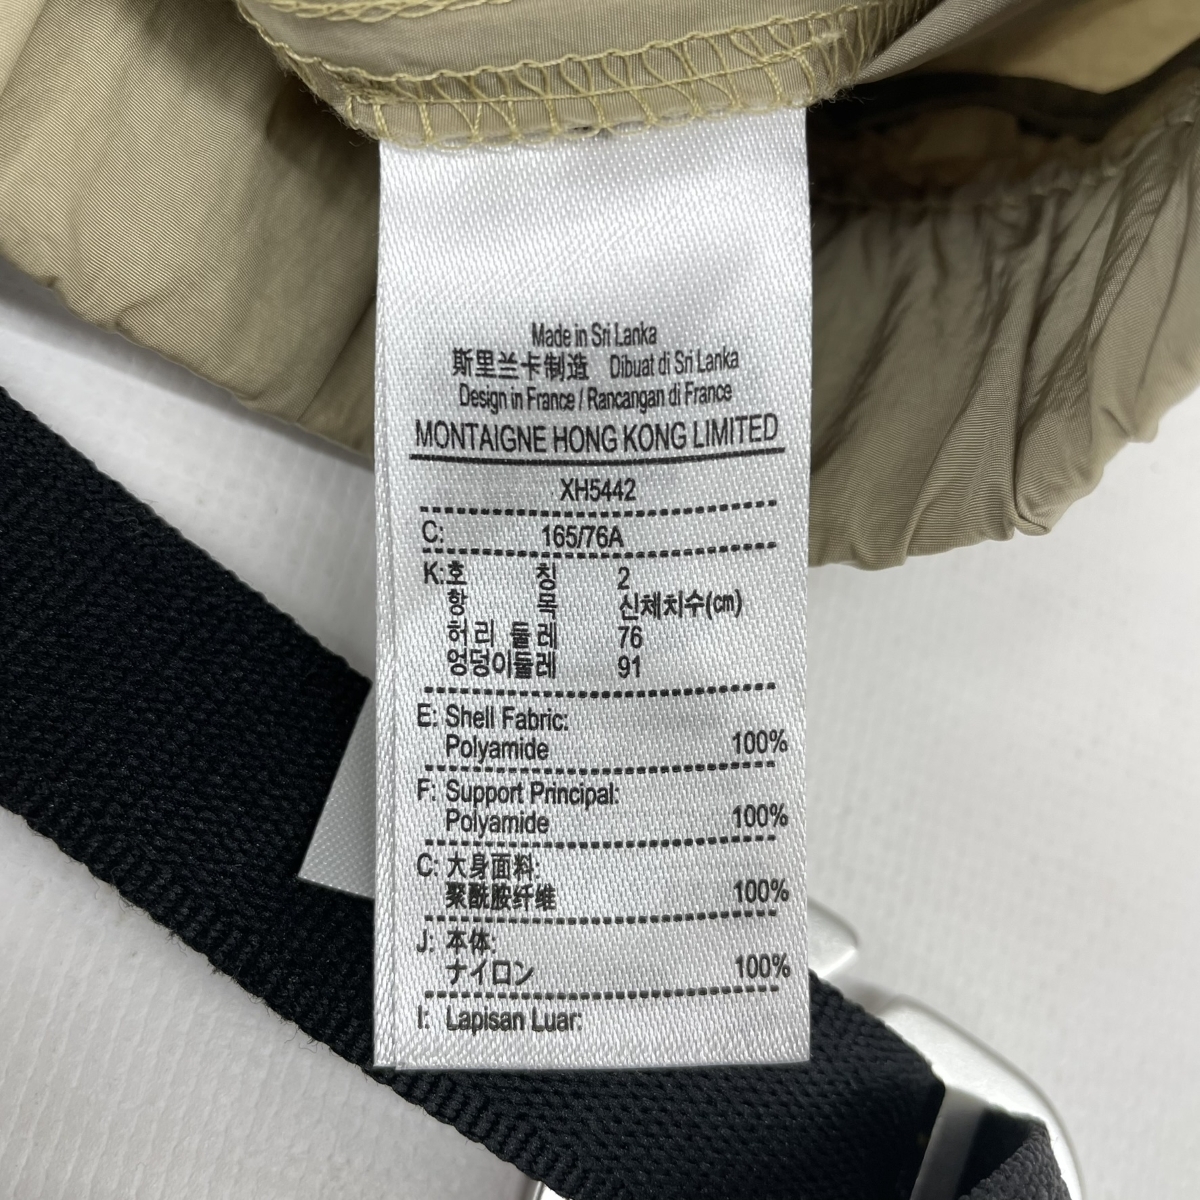 Made in Sri Lanka
斯里兰卡制造 Dibuat di Sri Lanka
Design in France / Rancangan di France
MONTAIGNE HONG KONG LIMITED
XH5442
C: 165/76A
K: 호 칭 2
항 목 신체치수(cm)
허리 둘레 76
엉덩이둘레 91
E: Shell Fabric:
Polyamide 100%
F: Support Principal:
Polyamide 100%
C: 大身面料:
聚酰胺纤维 100%
J: 本体:
ナイロン 100%
I: Lapisan Luar: